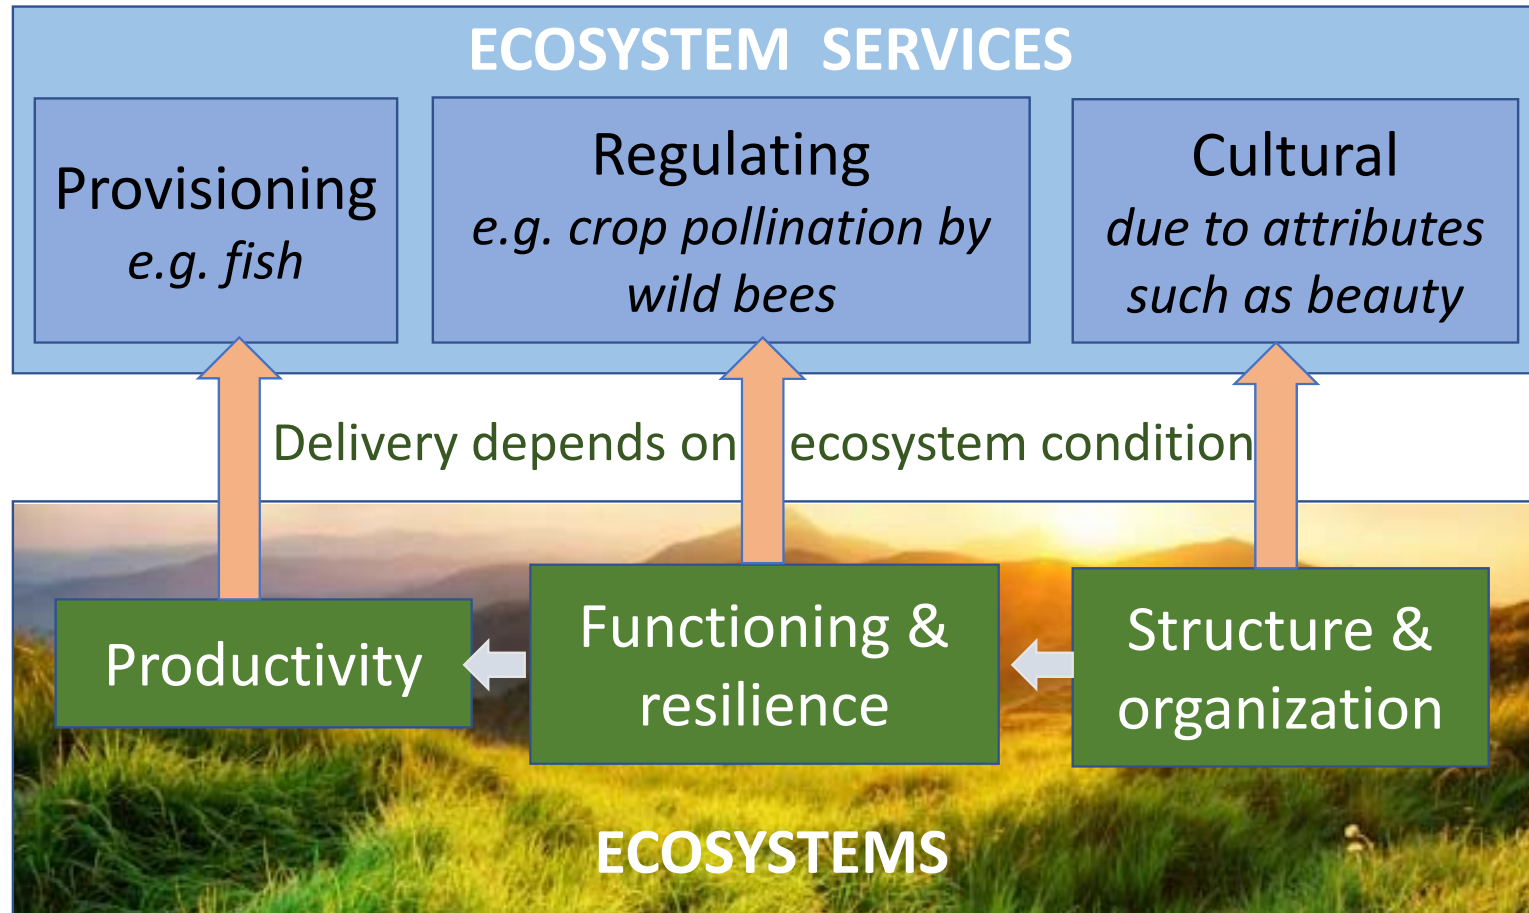 ECOSYSTEM SERVICES
Provisioning
e.g. fish
Regulating
e.g. crop pollination by
wild bees
Cultural
due to attributes
such as beauty
Delivery depends on ecosystem condition
Productivity
Functioning &
resilience
Structure &
organization
ECOSYSTEMS